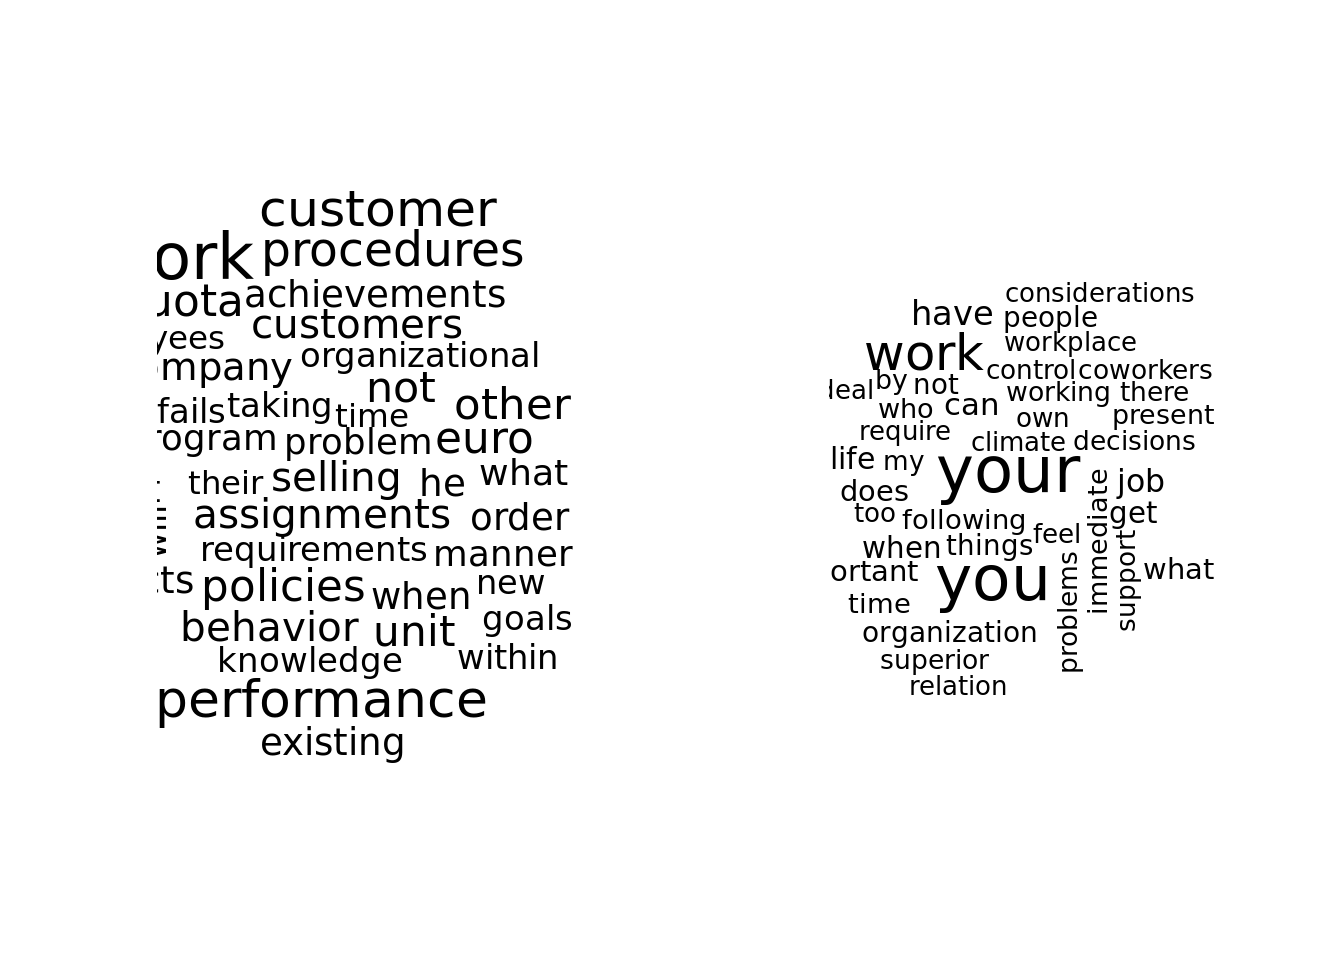 customer
ork procedures
uota achievements
yees customers
ompany organizational
not
fails taking time other
rogram problem euro
their selling he what
assignments order
requirements manner
ts policies when new
behavior unit goals
knowledge within
performance
existing
considerations
have people
work workplace
control coworkers
deal by not working there
who can own present
require climate decisions
life my your job
does immediate
too following get
when things feel support
ortant you problems what
time
organization
superior
relation